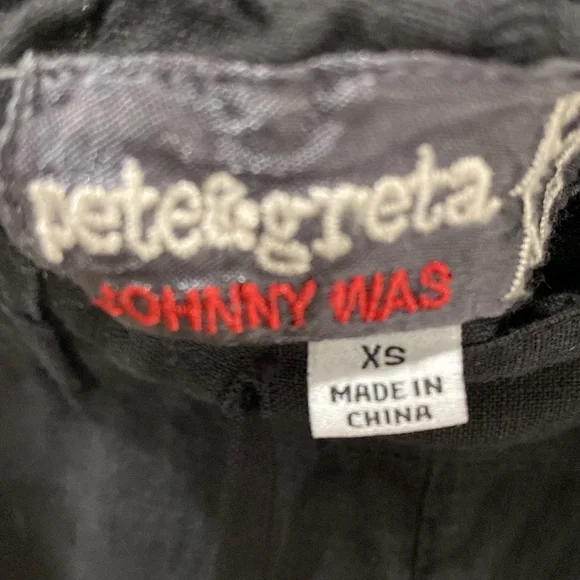 pete&greta
JOHNNY WAS
XS
MADE IN
CHINA